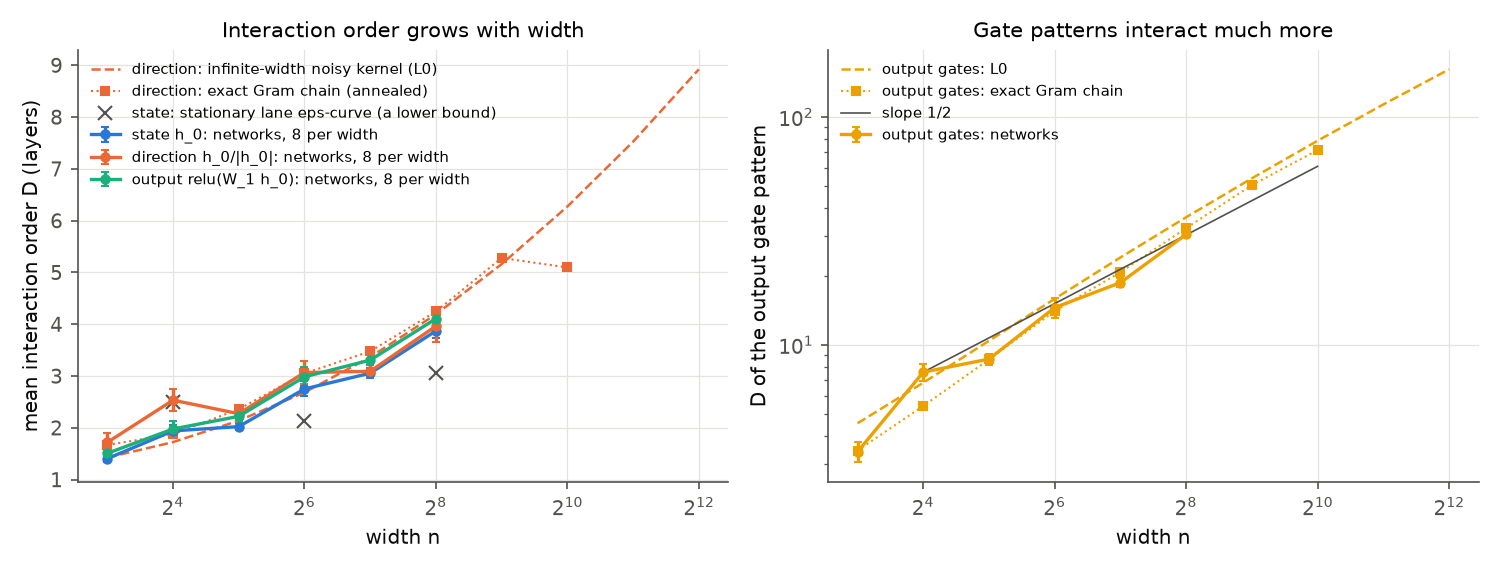 Interaction order grows with width
direction: infinite-width noisy kernel (L0)
direction: exact Gram chain (annealed)
state: stationary lane eps-curve (a lower bound)
state h_0: networks, 8 per width
direction h_0/|h_0|: networks, 8 per width
output relu(W_1 h_0): networks, 8 per width
mean interaction order D (layers)
9
8
7
6
5
4
3
2
1
2^4
2^6
2^8
2^10
2^12
width n
Gate patterns interact much more
output gates: L0
output gates: exact Gram chain
slope 1/2
output gates: networks
D of the output gate pattern
10^2
10^1
2^4
2^6
2^8
2^10
2^12
width n